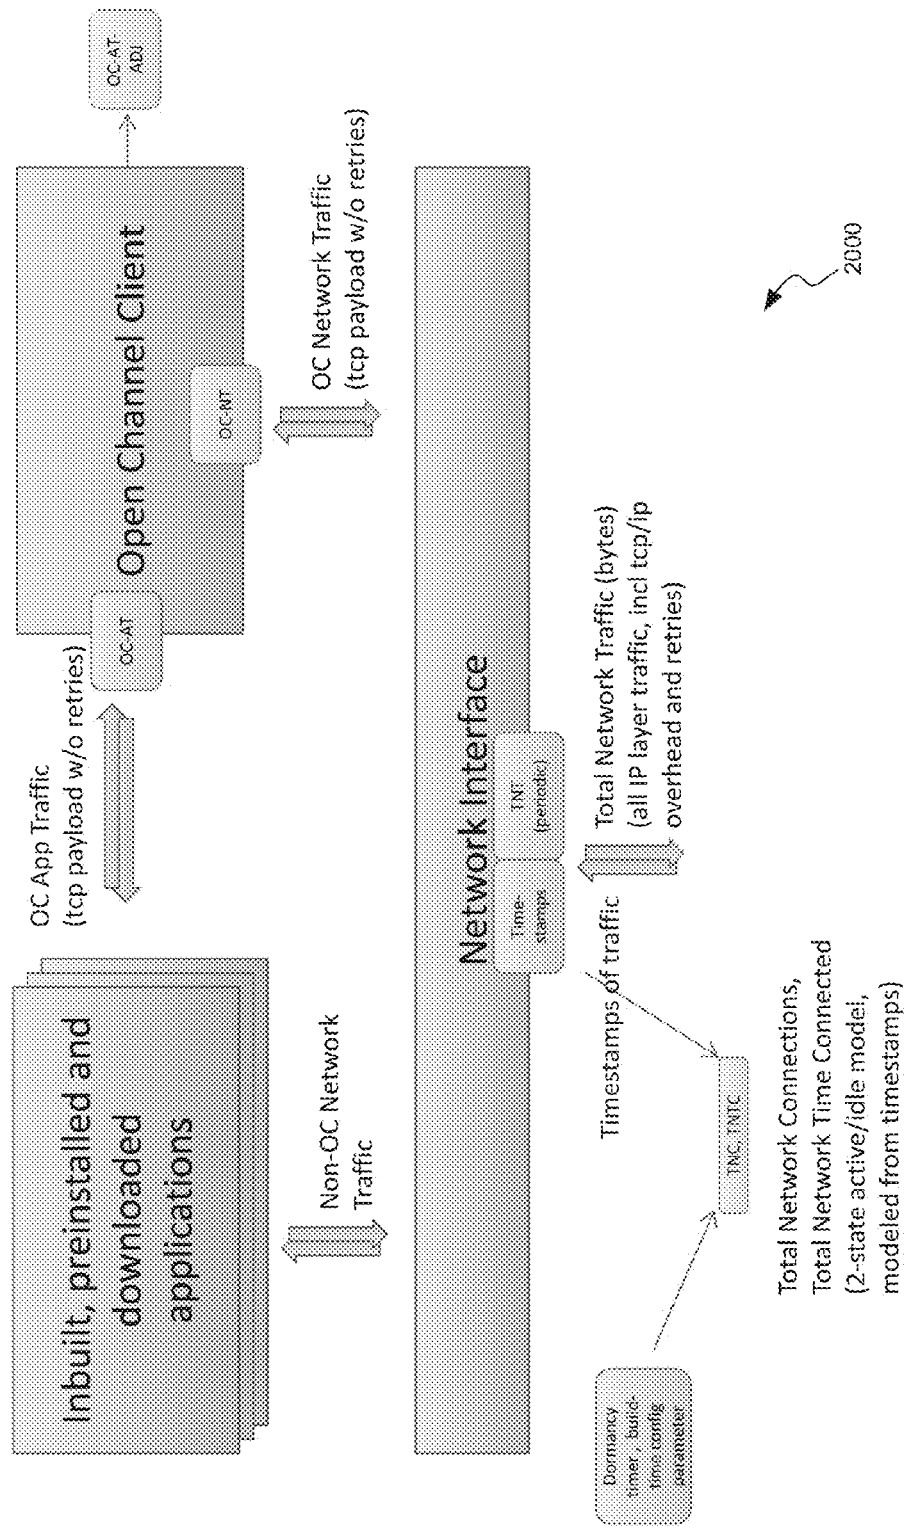 Inbuilt, preinstalled and
downloaded
applications
OC App Traffic
(tcp payload w/o retries)
OC-AT
Open Channel Client
OC-AT-
ADJ
OC-NT
Non-OC Network
Traffic
OC Network Traffic
(tcp payload w/o retries)
Network Interface
Time-
stamps
TNT
(periodic)
Timestamps of traffic
Total Network Traffic (bytes)
(all IP layer traffic, incl tcp/ip
overhead and retries)
Dormancy
timer, build-
time config
parameter
TNC, TNTC
Total Network Connections,
Total Network Time Connected
(2-state active/idle model,
modeled from timestamps)
2000